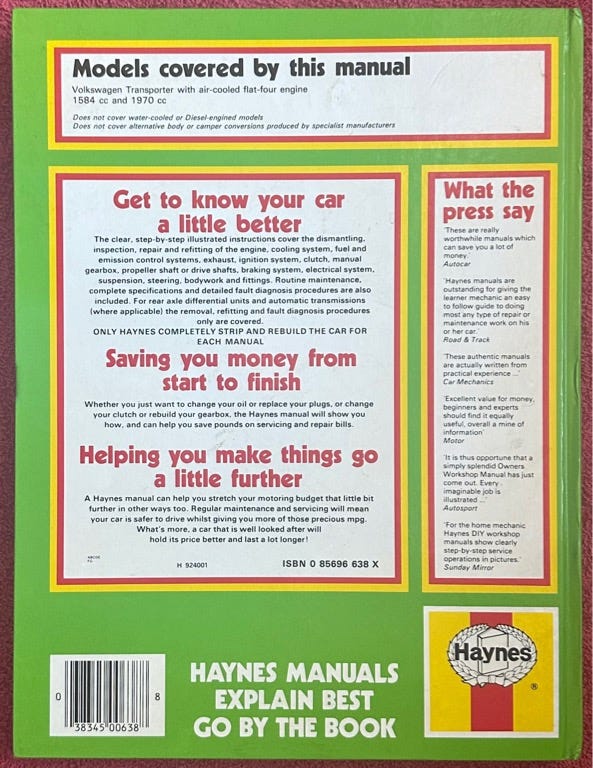 Models covered by this manual
Volkswagen Transporter with air-cooled flat-four engine
1584 cc and 1970 cc
Does not cover water-cooled or Diesel-engined models
Does not cover alternative body or camper conversions produced by specialist manufacturers
Get to know your car
a little better
The clear, step-by-step illustrated instructions cover the dismantling,
inspection, repair and refitting of the engine, cooling system, fuel and
emission control systems, exhaust, ignition system, clutch, manual
gearbox, propeller shaft or drive shafts, braking system, electrical system,
suspension, steering, bodywork and fittings. Routine maintenance,
complete specifications and detailed fault diagnosis procedures are also
included. For rear axle differential units and automatic transmissions
(where applicable) the removal, refitting and fault diagnosis procedures
only are covered.
ONLY HAYNES COMPLETELY STRIP AND REBUILD THE CAR FOR
EACH MANUAL
Saving you money from
start to finish
Whether you just want to change your oil or replace your plugs, or change
your clutch or rebuild your gearbox, the Haynes manual will show you
how, and can help you save pounds on servicing and repair bills.
Helping you make things go
a little further
A Haynes manual can help you stretch your motoring budget that little bit
further in other ways too. Regular maintenance and servicing will mean
your car is safer to drive whilst giving you more of those precious mpg.
What's more, a car that is well looked after will
hold its price better and last a lot longer!
ABCDE
FG
H 924001
ISBN 0 85696 638 X
What the
press say
'These are really
worthwhile manuals which
can save you a lot of
money.'
Autocar
'Haynes manuals are
outstanding for giving the
learner mechanic an easy
to follow guide to doing
most any type of repair or
maintenance work on his
or her car.'
Road & Track
'These authentic manuals
are actually written from
practical experience ...'
Car Mechanics
'Excellent value for money,
beginners and experts
should find it equally
useful, overall a mine of
information'
Motor
'It is thus opportune that a
simply splendid Owners
Workshop Manual has just
come out. Every
imaginable job is
illustrated ...'
Autosport
'For the home mechanic
Haynes DIY workshop
manuals show clearly
step-by-step service
operations in pictures.'
Sunday Mirror
0 38345 00638 8
HAYNES MANUALS
EXPLAIN BEST
GO BY THE BOOK
Haynes
®